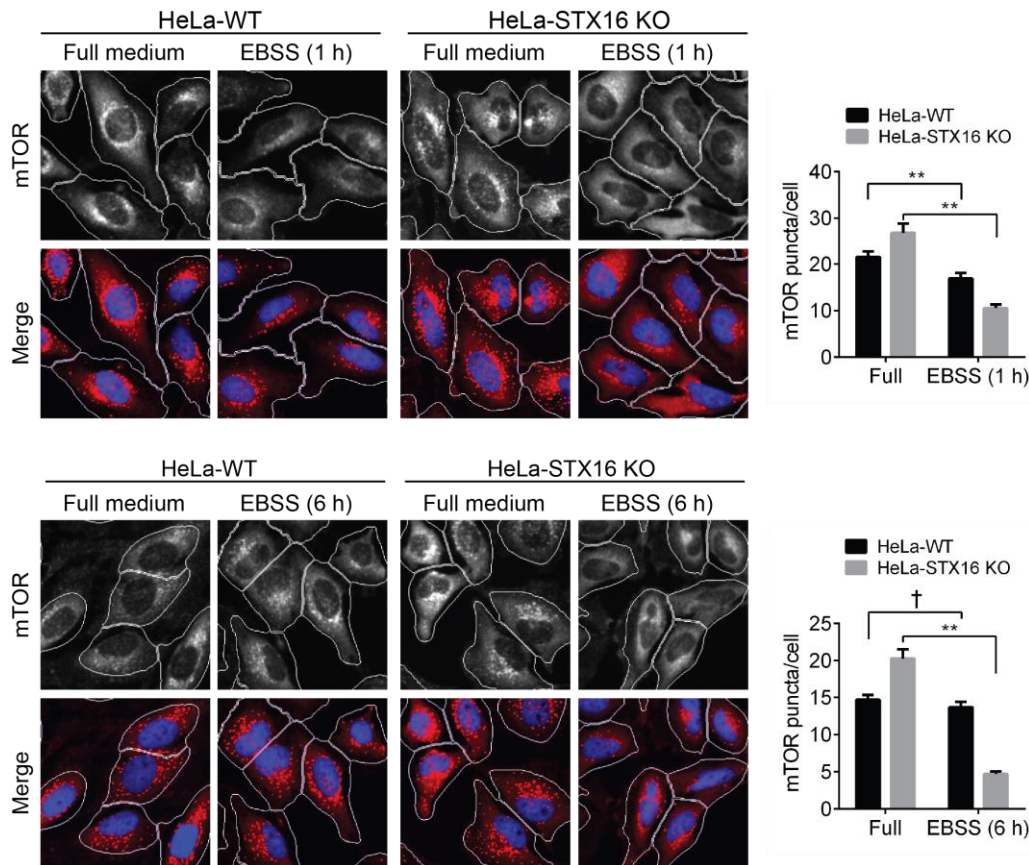 HeLa-WT
HeLa-STX16 KO
Full medium
EBSS (1 h)
Full medium
EBSS (1 h)
mTOR
Merge
HeLa-WT
HeLa-STX16 KO
**
**
mTOR puncta/cell
40
30
20
10
0
Full
EBSS (1 h)
HeLa-WT
HeLa-STX16 KO
Full medium
EBSS (6 h)
Full medium
EBSS (6 h)
mTOR
Merge
HeLa-WT
HeLa-STX16 KO
†
**
mTOR puncta/cell
25
20
15
10
5
0
Full
EBSS (6 h)